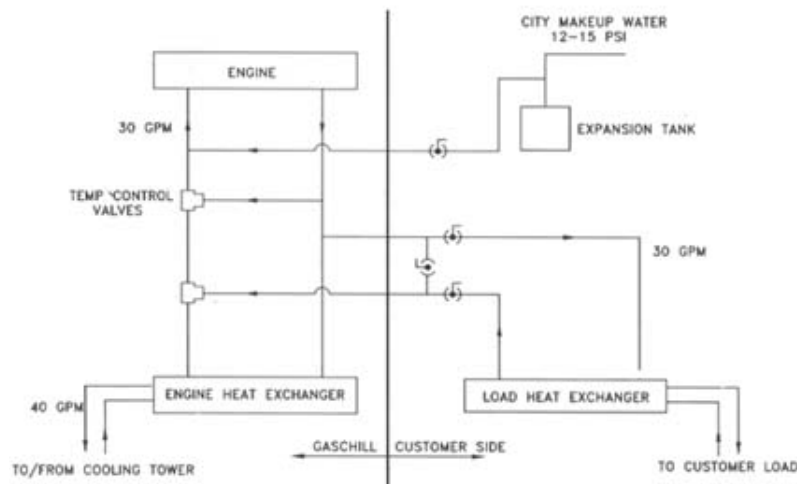 CITY MAKEUP WATER
12-15 PSI
ENGINE
30 GPM
EXPANSION TANK
TEMP CONTROL
VALVES
30 GPM
ENGINE HEAT EXCHANGER
LOAD HEAT EXCHANGER
40 GPM
GASCHILL
CUSTOMER SIDE
TO/FROM COOLING TOWER
TO CUSTOMER LOAD